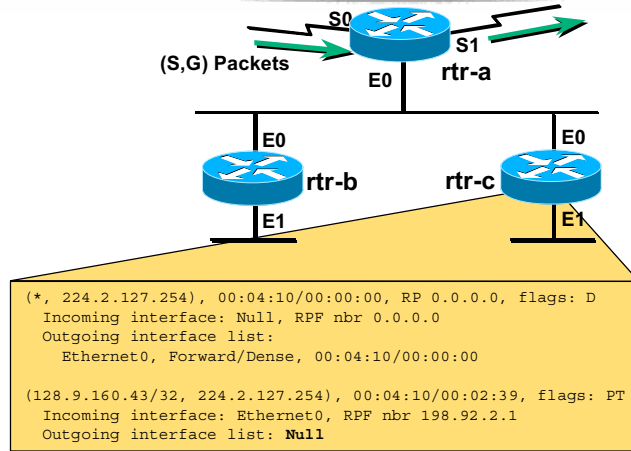 S0
S1
(S,G) Packets
rtr-a
E0
E0
E0
rtr-b
rtr-c
E1
E1
(*, 224.2.127.254), 00:04:10/00:00:00, RP 0.0.0.0, flags: D
Incoming interface: Null, RPF nbr 0.0.0.0
Outgoing interface list:
Ethernet0, Forward/Dense, 00:04:10/00:00:00
(128.9.160.43/32, 224.2.127.254), 00:04:10/00:02:39, flags: PT
Incoming interface: Ethernet0, RPF nbr 198.92.2.1
Outgoing interface list: Null